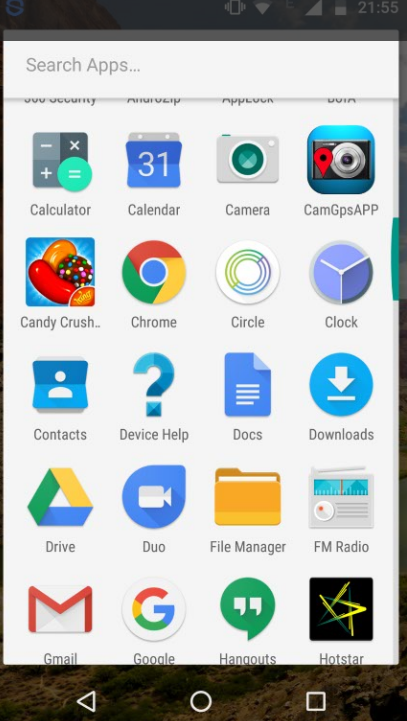 21:55
Search Apps...
360 Security AndroZip AppLock BofA
31
Calculator Calendar Camera CamGpsAPP
Candy Crush.. Chrome Circle Clock
Contacts Device Help Docs Downloads
Drive Duo File Manager FM Radio
Gmail Google Hangouts Hotstar